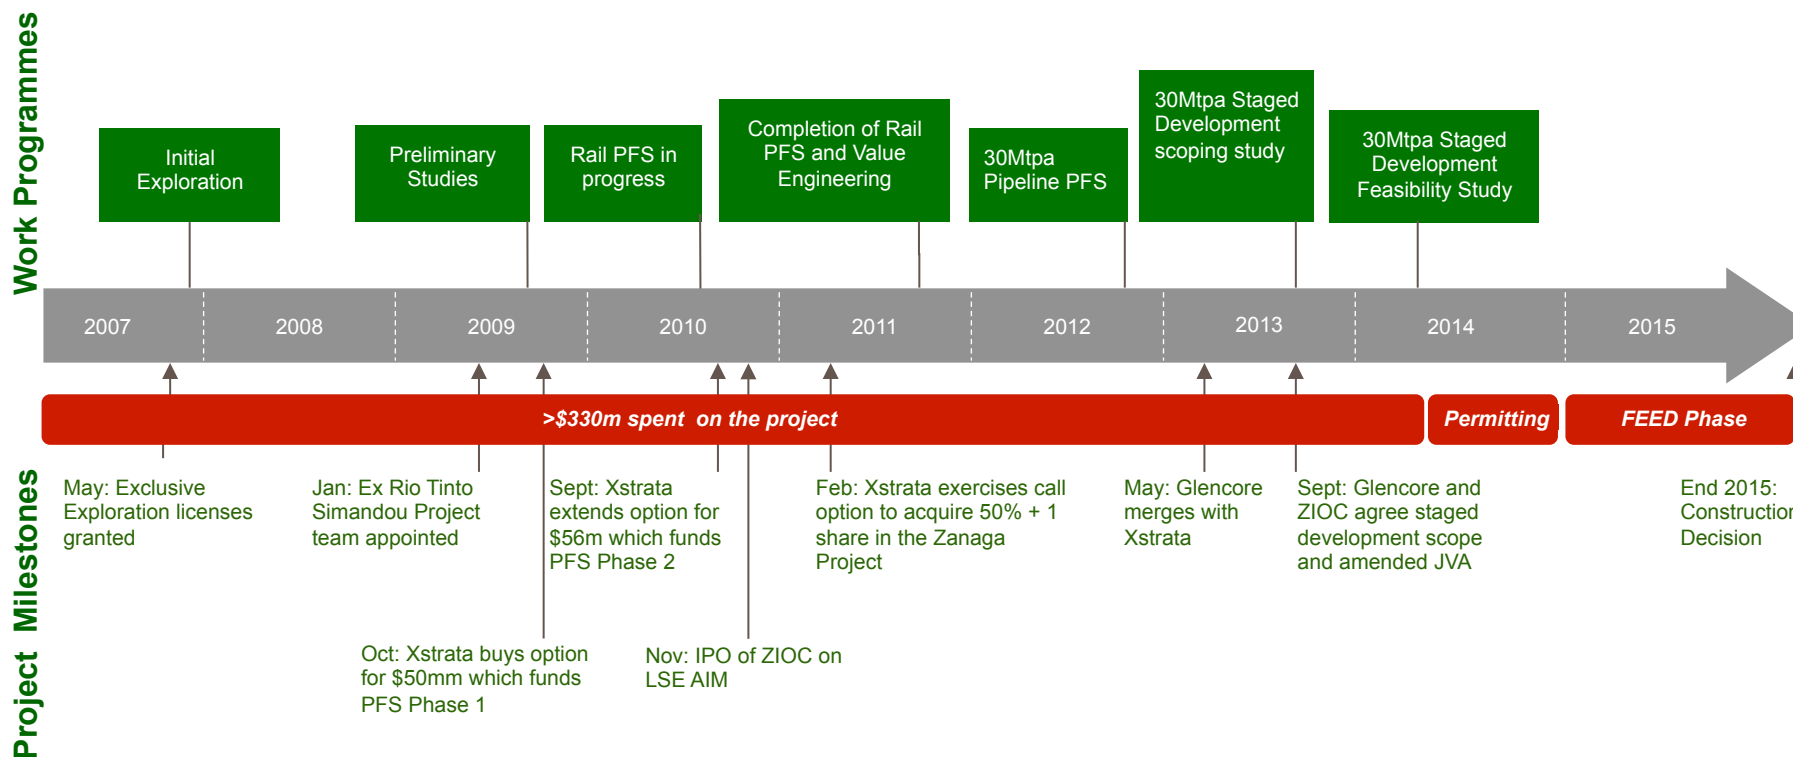 Work Programmes
Initial
Exploration
Preliminary
Studies
Rail PFS in
progress
Completion of Rail
PFS and Value
Engineering
30Mtpa
Pipeline PFS
30Mtpa Staged
Development
scoping study
30Mtpa Staged
Development
Feasibility Study
2007
2008
2009
2010
2011
2012
2013
2014
2015
>$330m spent on the project
Permitting
FEED Phase
Project Milestones
May: Exclusive
Exploration licenses
granted
Jan: Ex Rio Tinto
Simandou Project
team appointed
Sept: Xstrata
extends option for
$56m which funds
PFS Phase 2
Feb: Xstrata exercises call
option to acquire 50% + 1
share in the Zanaga
Project
May: Glencore
merges with
Xstrata
Sept: Glencore and
ZIOC agree staged
development scope
and amended JVA
End 2015:
Construction
Decision
Oct: Xstrata buys option
for $50mm which funds
PFS Phase 1
Nov: IPO of ZIOC on
LSE AIM